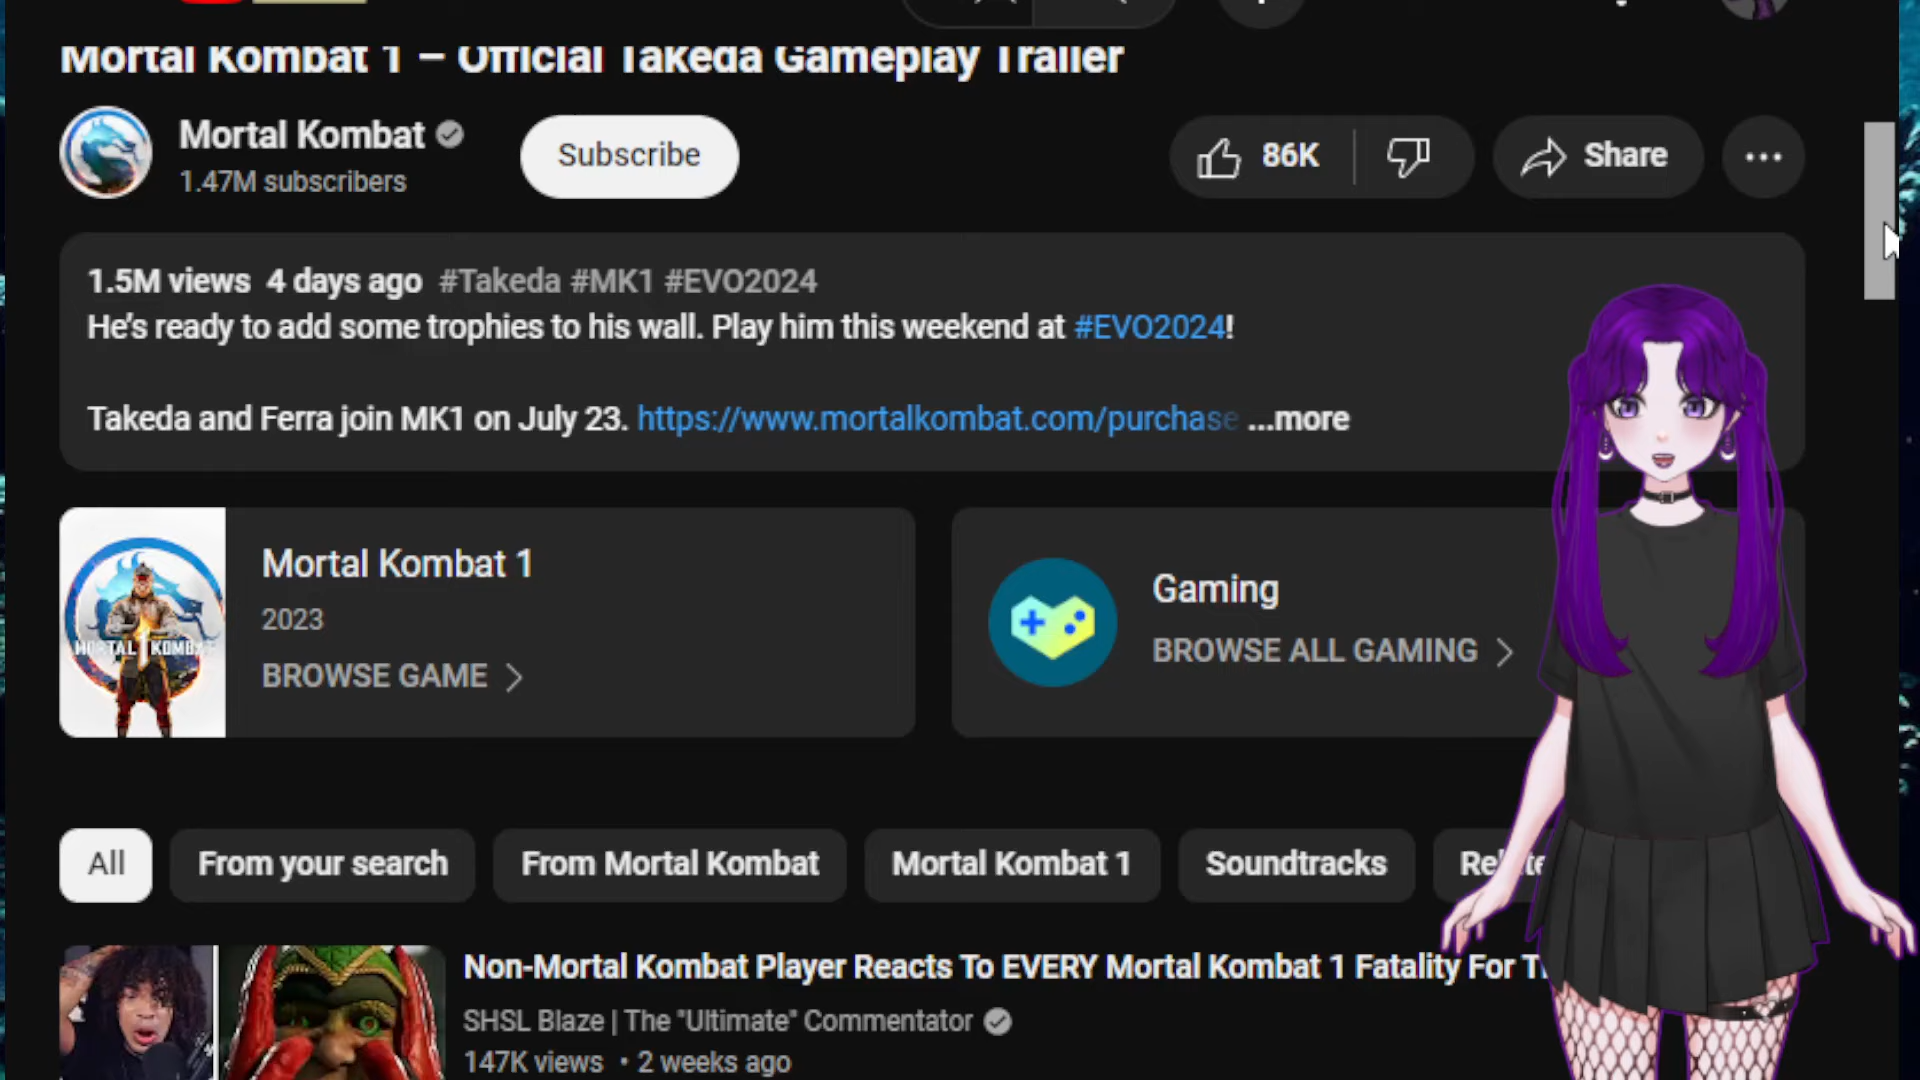 Mortal Kombat 1 – Official Takeda Gameplay Trailer
Mortal Kombat
1.47M subscribers
Subscribe
86K
Share
1.5M views 4 days ago #Takeda #MK1 #EVO2024
He's ready to add some trophies to his wall. Play him this weekend at #EVO2024!
Takeda and Ferra join MK1 on July 23. https://www.mortalkombat.com/purchase ...more
MORTAL KOMBAT 1
Mortal Kombat 1
2023
BROWSE GAME
Gaming
BROWSE ALL GAMING
All
From your search
From Mortal Kombat
Mortal Kombat 1
Soundtracks
Non-Mortal Kombat Player Reacts To EVERY Mortal Kombat 1 Fatality For
SHSL Blaze | The "Ultimate" Commentator
147K views • 2 weeks ago